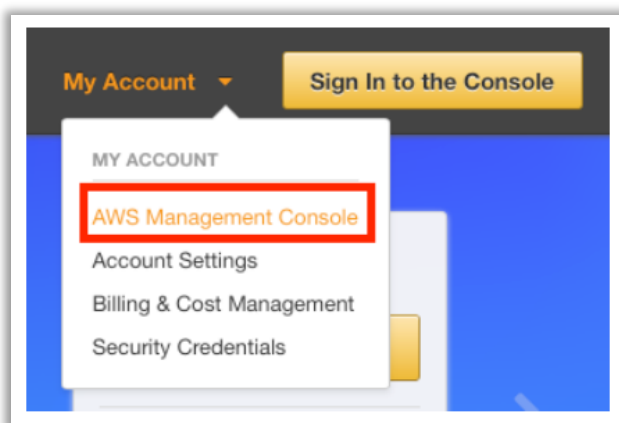 My Account
Sign In to the Console
MY ACCOUNT
AWS Management Console
Account Settings
Billing & Cost Management
Security Credentials